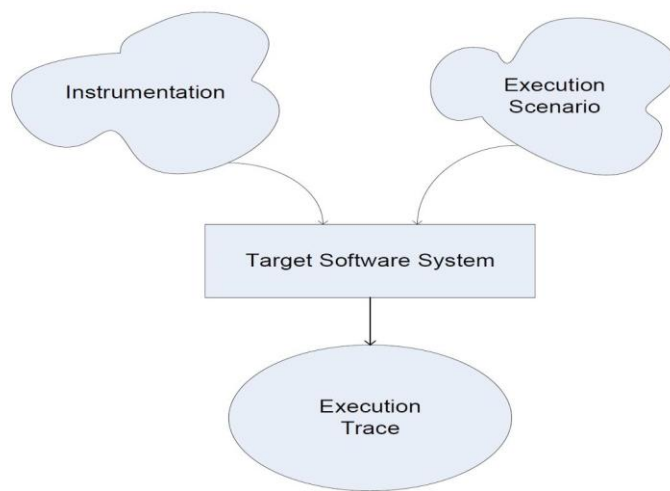 Instrumentation
Execution
Scenario
Target Software System
Execution
Trace